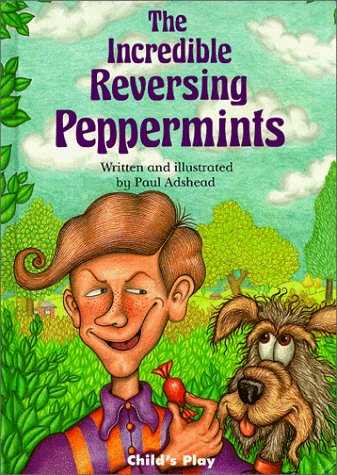 The
Incredible
Reversing
Peppermints
Written and illustrated
by Paul Adshead
Child's Play